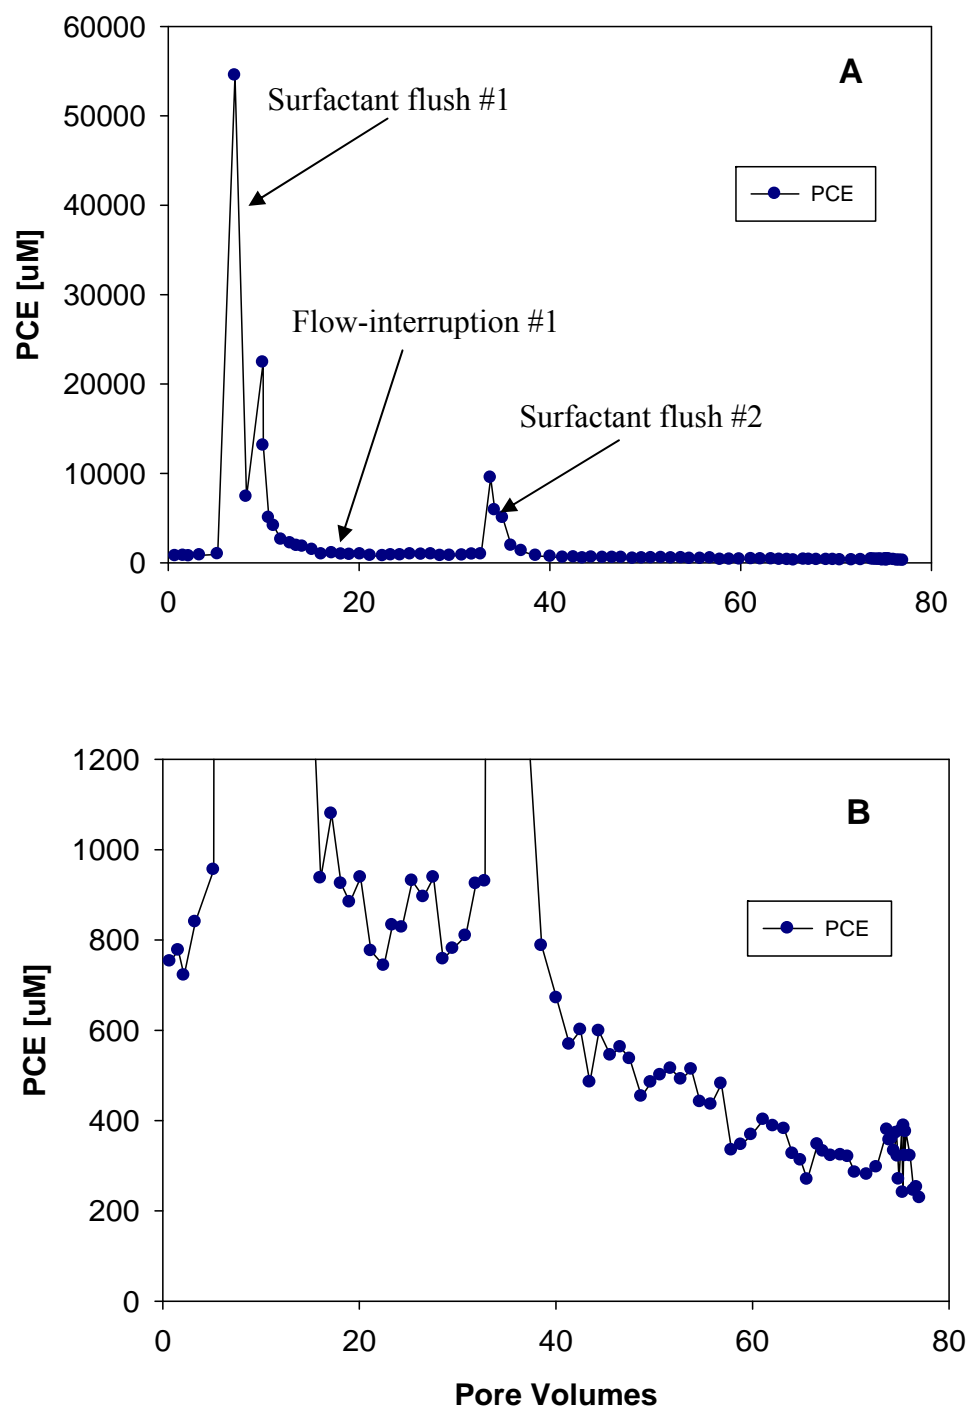 60000
A
50000
Surfactant flush #1
40000
PCE
30000
PCE [uM]
Flow-interruption #1
20000
Surfactant flush #2
10000
0
0 20 40 60 80
1200
B
1000
PCE
800
PCE [uM]
600
400
200
0
0 20 40 60 80
Pore Volumes